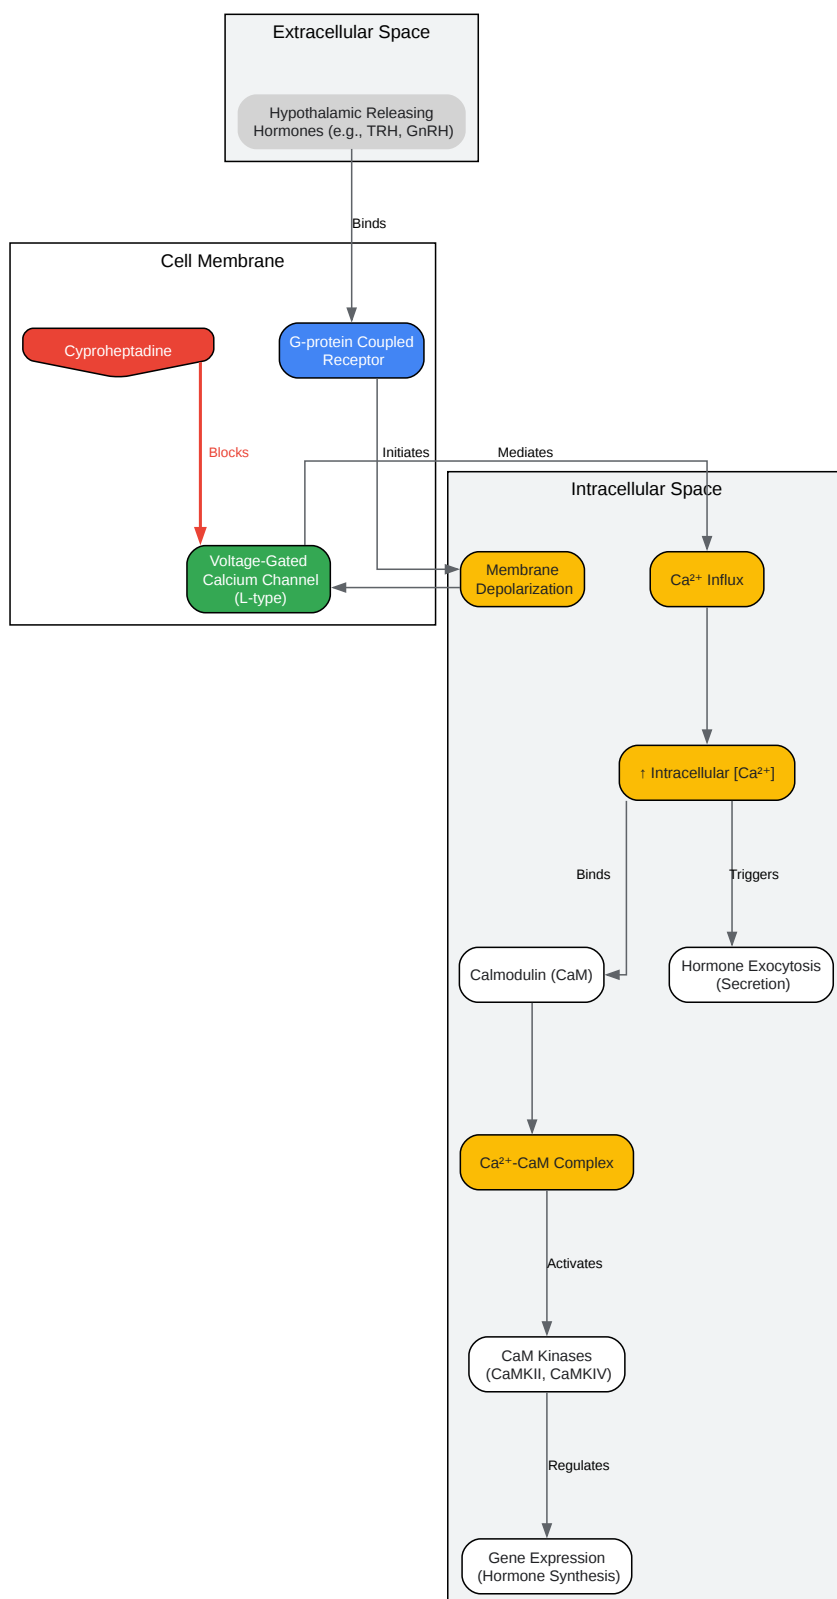 Extracellular Space
Hypothalamic Releasing
Hormones (e.g., TRH, GnRH)
Binds
Cell Membrane
Cyproheptadine
G-protein Coupled
Receptor
Blocks
Initiates
Mediates
Intracellular Space
Voltage-Gated
Calcium Channel
(L-type)
Membrane
Depolarization
Ca²⁺ Influx
↑ Intracellular [Ca²⁺]
Binds
Triggers
Calmodulin (CaM)
Hormone Exocytosis
(Secretion)
Ca²⁺-CaM Complex
Activates
CaM Kinases
(CaMKII, CaMKIV)
Regulates
Gene Expression
(Hormone Synthesis)